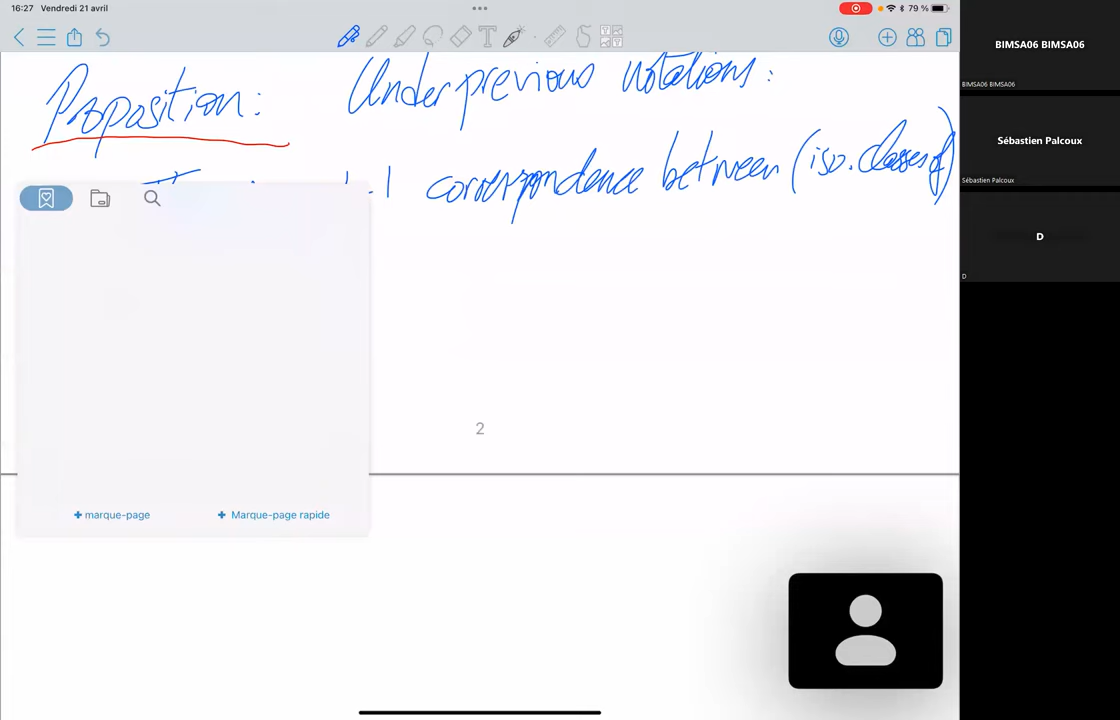 16:27 Vendredi 21 avril
79 %
Under previous notations:
Proposition:
1-1 correspondence between (iso. classes of)
2
marque-page
Marque-page rapide
BIMSA06 BIMSA06
BIMSA06 BIMSA06
Sébastien Palcoux
Sébastien Palcoux
D
D